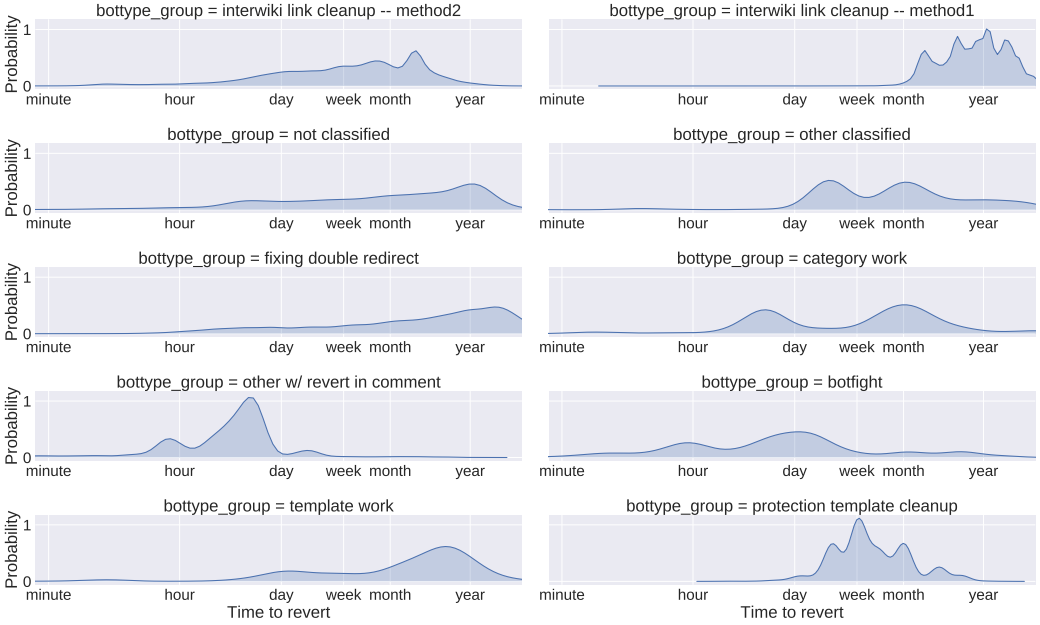 bottype_group = interwiki link cleanup -- method2
bottype_group = interwiki link cleanup -- method1
Probability
1
0
minute hour day week month year
minute hour day week month year
bottype_group = not classified
bottype_group = other classified
Probability
1
0
minute hour day week month year
minute hour day week month year
bottype_group = fixing double redirect
bottype_group = category work
Probability
1
0
minute hour day week month year
minute hour day week month year
bottype_group = other w/ revert in comment
bottype_group = botfight
Probability
1
0
minute hour day week month year
minute hour day week month year
bottype_group = template work
bottype_group = protection template cleanup
Probability
1
0
minute hour day week month year
minute hour day week month year
Time to revert
Time to revert